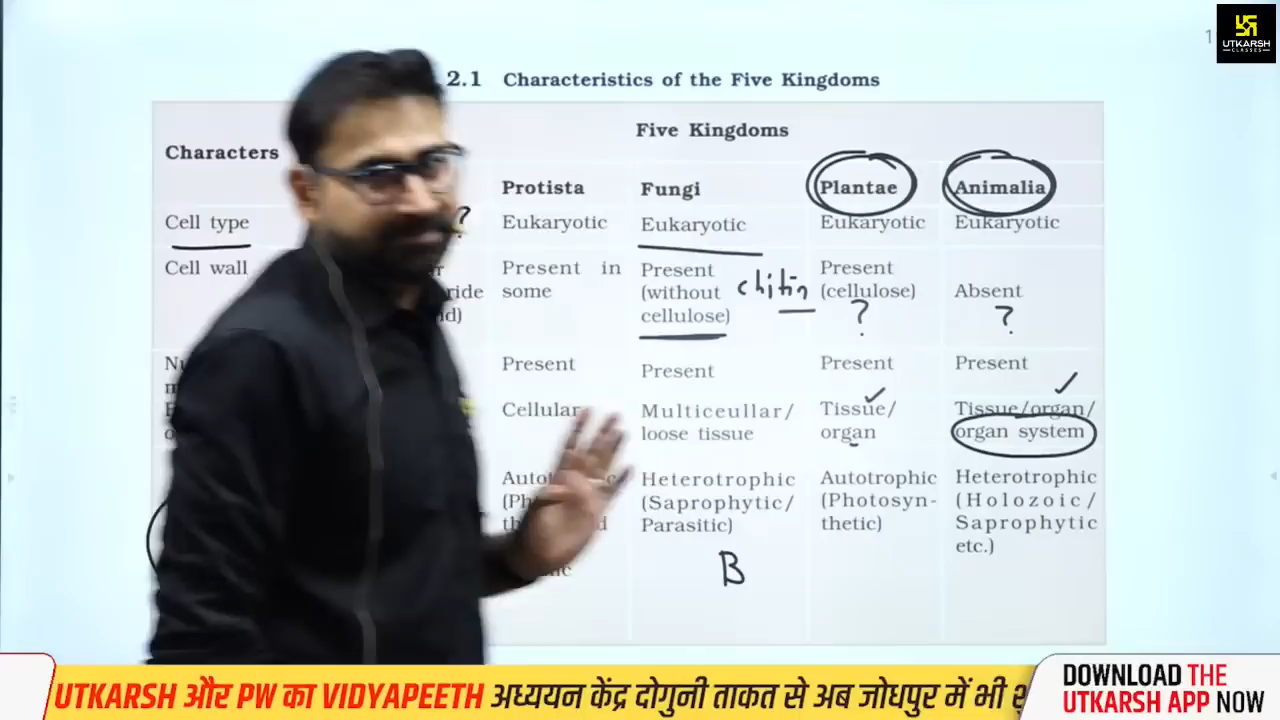 UTKARSH
CLASSES
2.1 Characteristics of the Five Kingdoms
Five Kingdoms
Characters
Protista Fungi Plantae Animalia
Cell type ? Eukaryotic Eukaryotic Eukaryotic Eukaryotic
Cell wall Present in Present Present
some (without chitin (cellulose) Absent
cellulose) ? ?
Present Present Present Present
Cellular Multiceullar/ Tissue/ Tissue/organ/
loose tissue organ organ system
Heterotrophic Autotrophic Heterotrophic
(Saprophytic/ (Photosyn- (Holozoic/
Parasitic) thetic) Saprophytic
etc.)
B
UTKARSH और PW का VIDYAPEETH अध्ययन केंद्र दोगुनी ताकत से अब जोधपुर में भी
DOWNLOAD THE
UTKARSH APP NOW